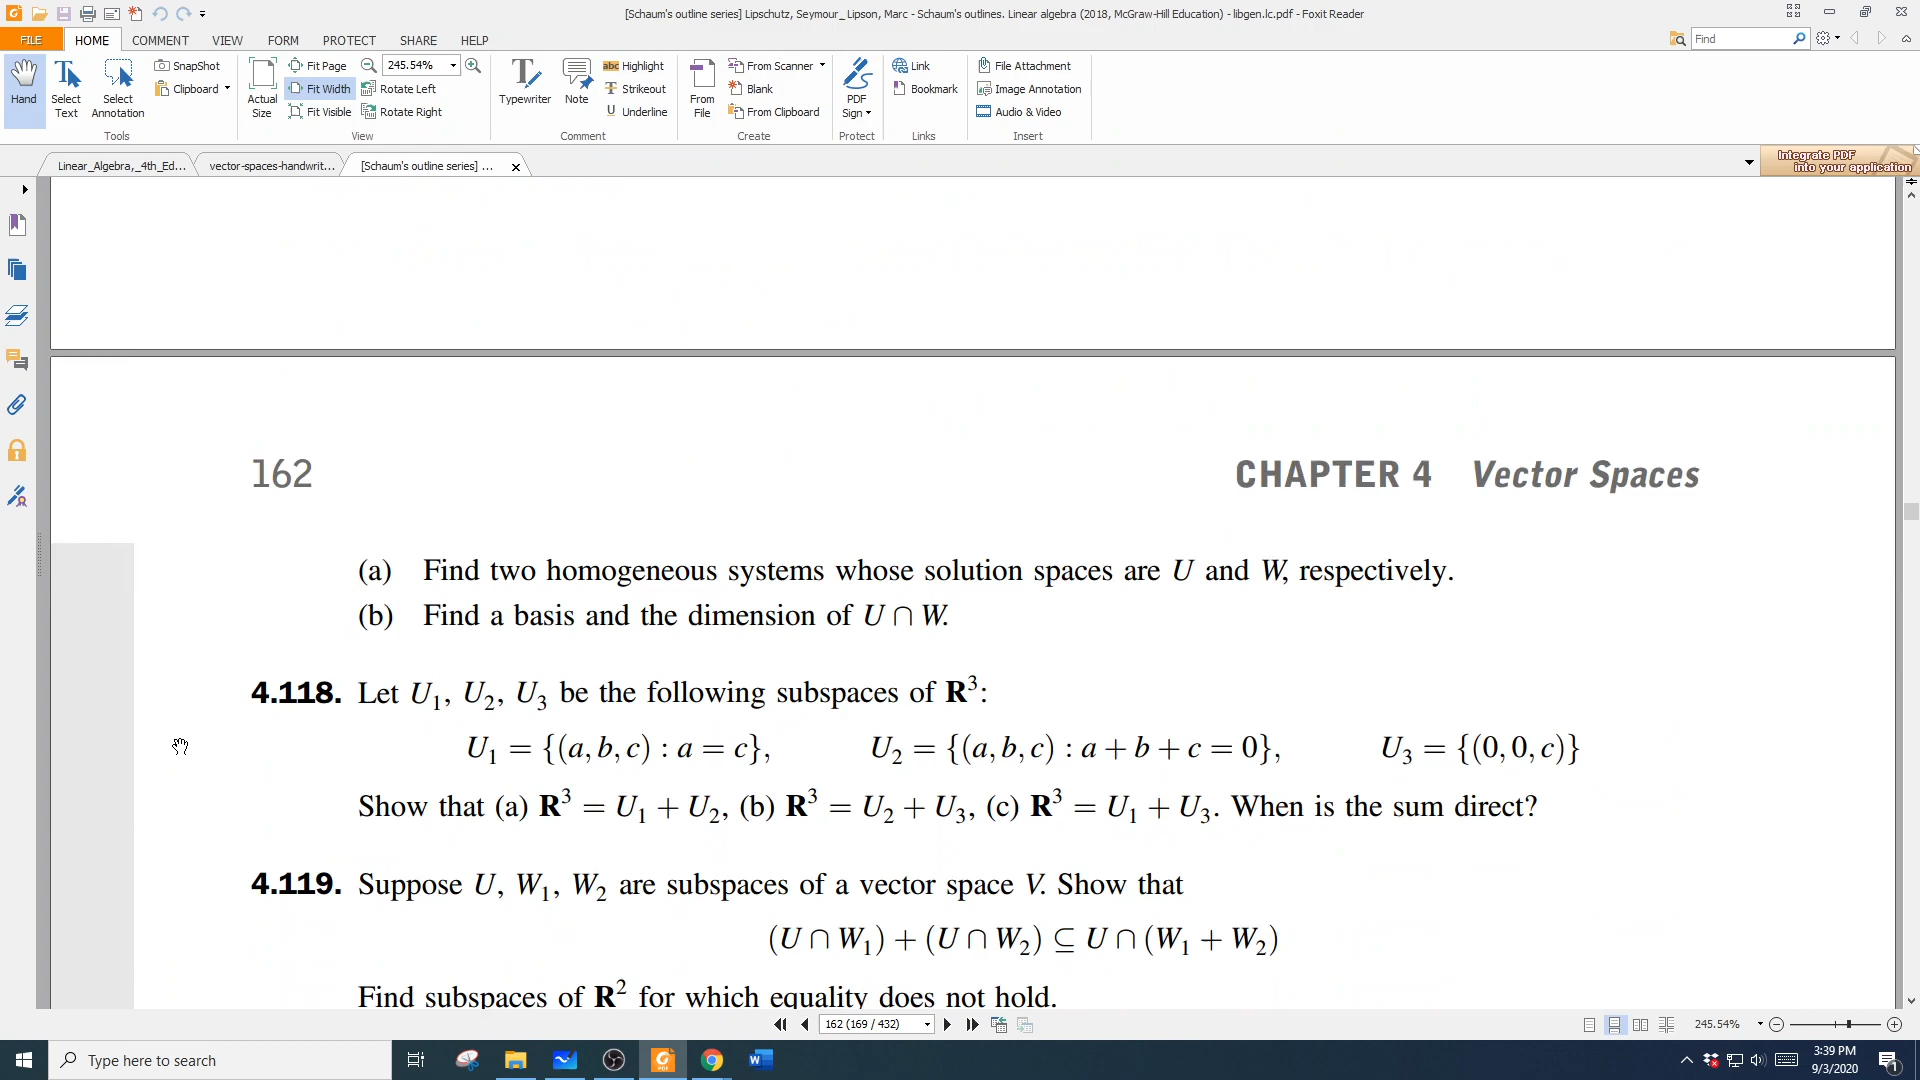 [Schaum's outline series] Lipschutz, Seymour_ Lipson, Marc - Schaum's outlines. Linear algebra (2018, McGraw-Hill Education) - libgen.lc.pdf - Foxit Reader
FILE HOME COMMENT VIEW FORM PROTECT SHARE HELP
Find
Hand
Select Text
Select Annotation
SnapShot
Clipboard
Tools
Actual Size
Fit Page
Fit Width
Fit Visible
245.54%
Rotate Left
Rotate Right
View
Typewriter
Note
Highlight
Strikeout
Underline
Comment
From File
From Scanner
Blank
From Clipboard
Create
PDF Sign
Protect
Link
Bookmark
Links
File Attachment
Image Annotation
Audio & Video
Insert
Linear_Algebra,_4th_Ed...
vector-spaces-handwrit...
[Schaum's outline series] ...
Integrate PDF
into your application
162 CHAPTER 4 Vector Spaces
(a) Find two homogeneous systems whose solution spaces are U and W, respectively.
(b) Find a basis and the dimension of U ∩ W.
4.118. Let U₁, U₂, U₃ be the following subspaces of R³:
U₁ = {(a, b, c) : a = c}, U₂ = {(a, b, c) : a + b + c = 0}, U₃ = {(0, 0, c)}
Show that (a) R³ = U₁ + U₂, (b) R³ = U₂ + U₃, (c) R³ = U₁ + U₃. When is the sum direct?
4.119. Suppose U, W₁, W₂ are subspaces of a vector space V. Show that
(U ∩ W₁) + (U ∩ W₂) ⊆ U ∩ (W₁ + W₂)
Find subspaces of R² for which equality does not hold.
162 (169 / 432)
245.54%
Type here to search
3:39 PM
9/3/2020